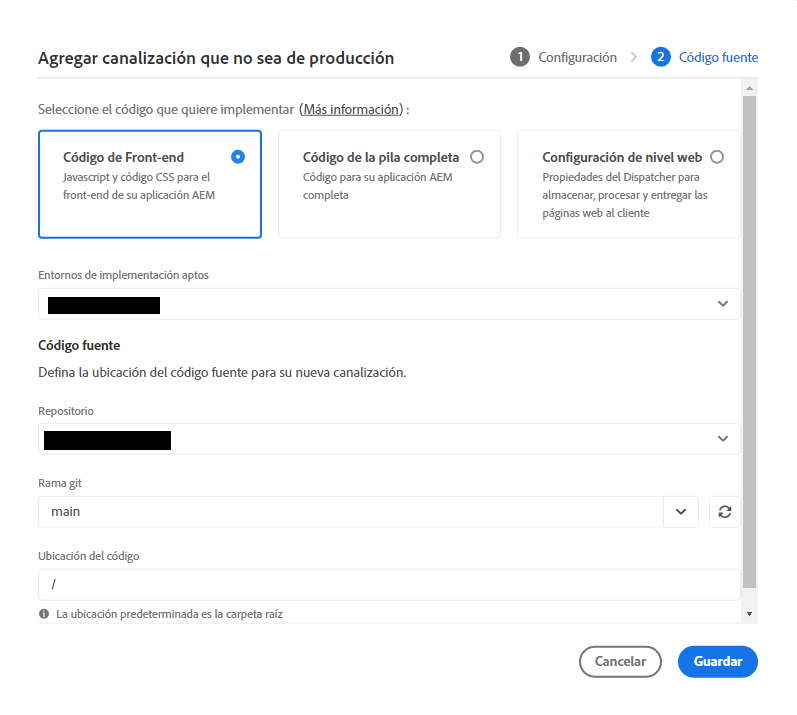 Agregar canalización que no sea de producción
1 Configuración
2 Código fuente
Seleccione el código que quiere implementar (Más información) :
Código de Front-end
Javascript y código CSS para el
front-end de su aplicación AEM
Código de la pila completa
Código para su aplicación AEM
completa
Configuración de nivel web
Propiedades del Dispatcher para
almacenar, procesar y entregar las
páginas web al cliente
Entornos de implementación aptos
Código fuente
Defina la ubicación del código fuente para su nueva canalización.
Repositorio
Rama git
main
Ubicación del código
/
La ubicación predeterminada es la carpeta raíz
Cancelar
Guardar